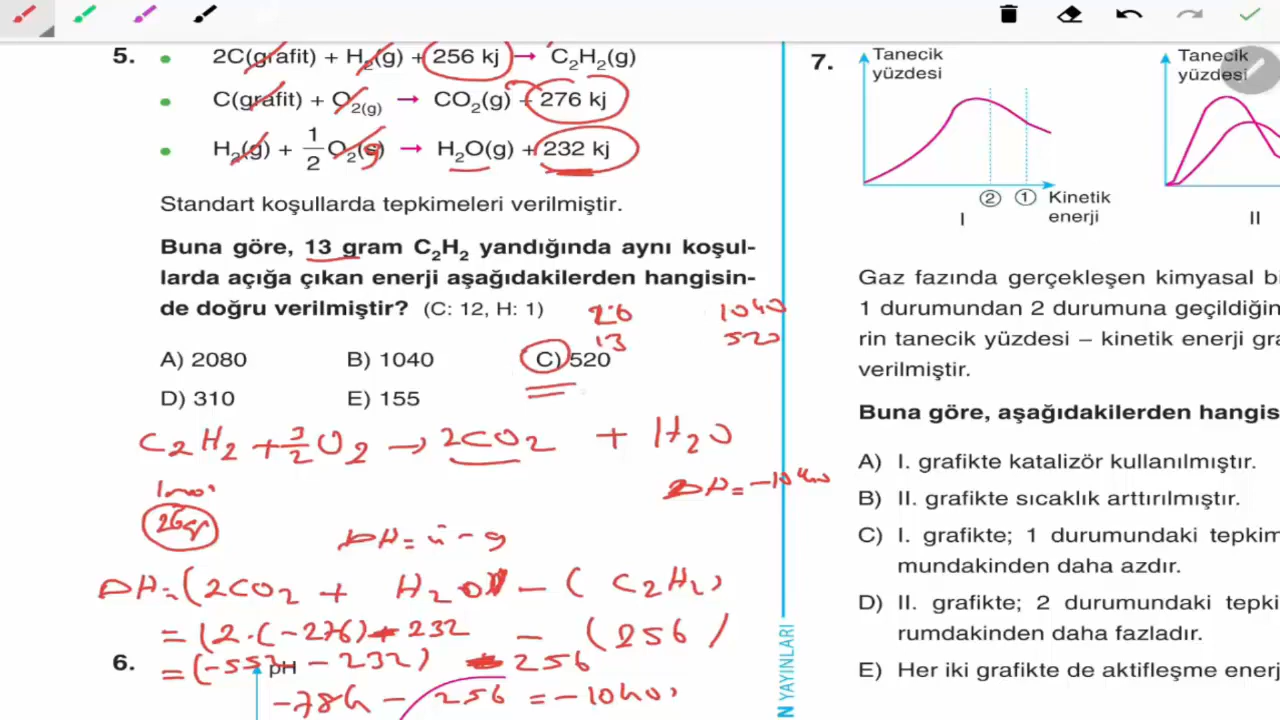 5.
• 2C(grafit) + H₂(g) + 256 kj → C₂H₂(g)
• C(grafit) + O₂(g) → CO₂(g) + 276 kj
• H₂(g) + 1/2 O₂(g) → H₂O(g) + 232 kj
Standart koşullarda tepkimeleri verilmiştir.
Buna göre, 13 gram C₂H₂ yandığında aynı koşul-
larda açığa çıkan enerji aşağıdakilerden hangisin-
de doğru verilmiştir? (C: 12, H: 1)
26 1040
13 520
A) 2080 B) 1040 C) 520
D) 310 E) 155
C₂H₂ + 3/2 O₂ → 2CO₂ + H₂O
ΔH = -1040
1mol
26gr
ΔH = ü - g
ΔH = (2CO₂ + H₂O) - (C₂H₂)
= (2.(-276) - 232 - (256)
= (-552 - 232) - 256
-784 - 256 = -1040
6.
pH
N YAYINLARI
7.
Tanecik
yüzdesi
② ① Kinetik
enerji
I
Tanecik
yüzdesi
II
Gaz fazında gerçekleşen kimyasal bi
1 durumundan 2 durumuna geçildiğin
rin tanecik yüzdesi – kinetik enerji gra
verilmiştir.
Buna göre, aşağıdakilerden hangis
A) I. grafikte katalizör kullanılmıştır.
B) II. grafikte sıcaklık arttırılmıştır.
C) I. grafikte; 1 durumundaki tepkim
mundakinden daha azdır.
D) II. grafikte; 2 durumundaki tepki
rumdakinden daha fazladır.
E) Her iki grafikte de aktifleşme enerj